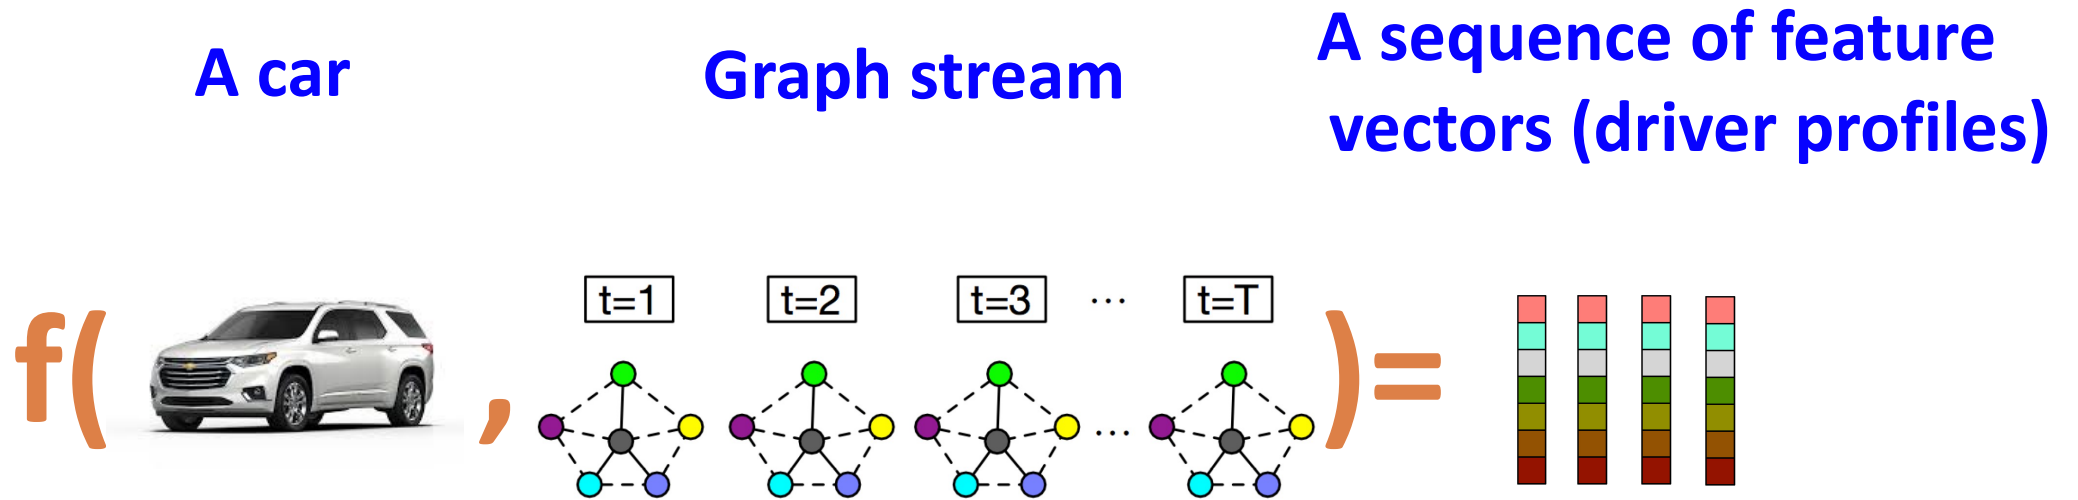 A car
Graph stream
A sequence of feature
vectors (driver profiles)
t=1
t=2
t=3
...
t=T
f(
,
...
)=